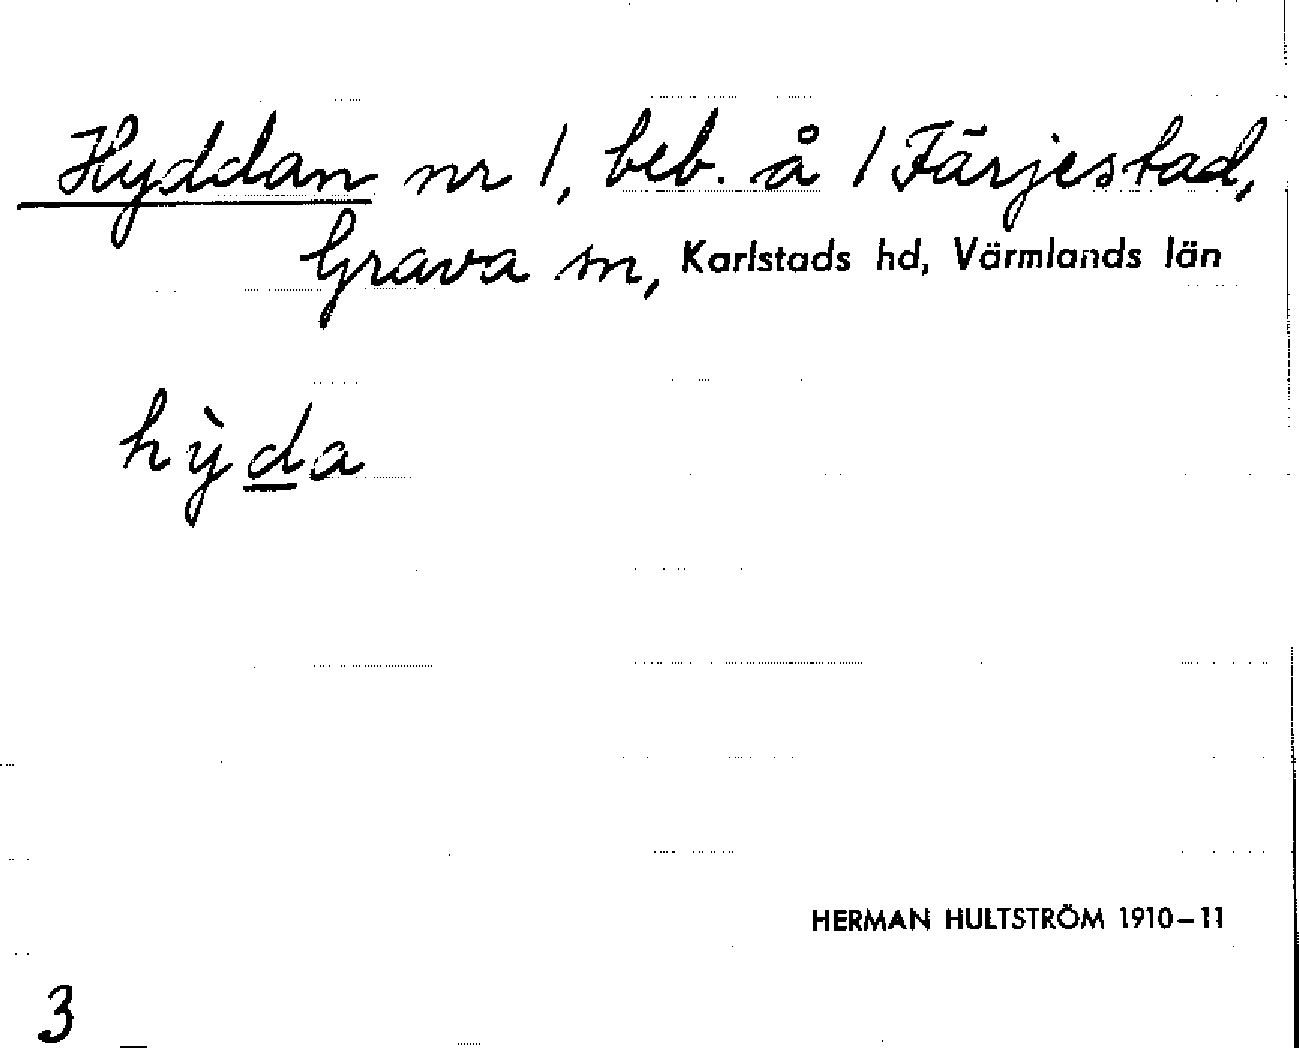 Hyddan nr 1, beb. å 1 Färjestad,
Grava sn, Karlstads hd, Värmlands län
hỳda
HERMAN HULTSTRÖM 1910–11
3